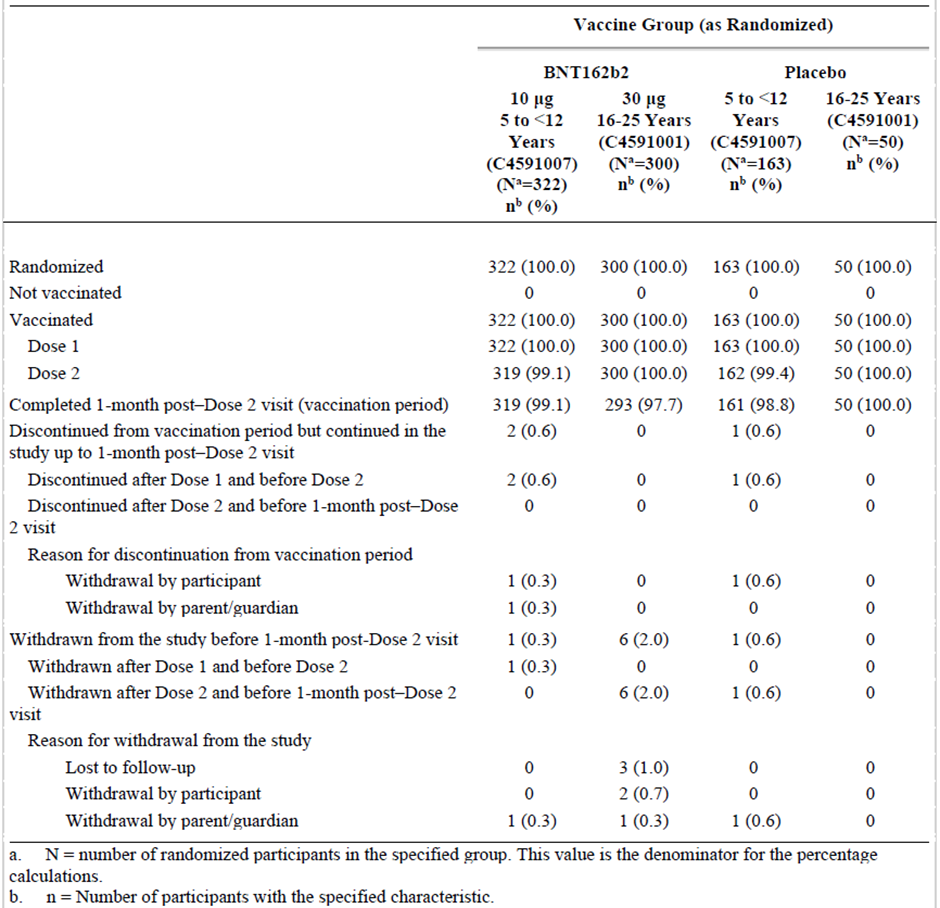 Vaccine Group (as Randomized)
BNT162b2 Placebo
10 µg 30 µg 5 to <12 16-25 Years
5 to <12 16-25 Years Years (C4591001)
Years (C4591001) (C4591007) (Nᵃ=50)
(C4591007) (Nᵃ=300) (Nᵃ=163) nᵇ (%)
(Nᵃ=322) nᵇ (%) nᵇ (%)
nᵇ (%)
Randomized 322 (100.0) 300 (100.0) 163 (100.0) 50 (100.0)
Not vaccinated 0 0 0 0
Vaccinated 322 (100.0) 300 (100.0) 163 (100.0) 50 (100.0)
Dose 1 322 (100.0) 300 (100.0) 163 (100.0) 50 (100.0)
Dose 2 319 (99.1) 300 (100.0) 162 (99.4) 50 (100.0)
Completed 1-month post–Dose 2 visit (vaccination period) 319 (99.1) 293 (97.7) 161 (98.8) 50 (100.0)
Discontinued from vaccination period but continued in the 2 (0.6) 0 1 (0.6) 0
study up to 1-month post–Dose 2 visit
Discontinued after Dose 1 and before Dose 2 2 (0.6) 0 1 (0.6) 0
Discontinued after Dose 2 and before 1-month post–Dose 0 0 0 0
2 visit
Reason for discontinuation from vaccination period
Withdrawal by participant 1 (0.3) 0 1 (0.6) 0
Withdrawal by parent/guardian 1 (0.3) 0 0 0
Withdrawn from the study before 1-month post-Dose 2 visit 1 (0.3) 6 (2.0) 1 (0.6) 0
Withdrawn after Dose 1 and before Dose 2 1 (0.3) 0 0 0
Withdrawn after Dose 2 and before 1-month post–Dose 2 0 6 (2.0) 1 (0.6) 0
visit
Reason for withdrawal from the study
Lost to follow-up 0 3 (1.0) 0 0
Withdrawal by participant 0 2 (0.7) 0 0
Withdrawal by parent/guardian 1 (0.3) 1 (0.3) 1 (0.6) 0
a. N = number of randomized participants in the specified group. This value is the denominator for the percentage
calculations.
b. n = Number of participants with the specified characteristic.